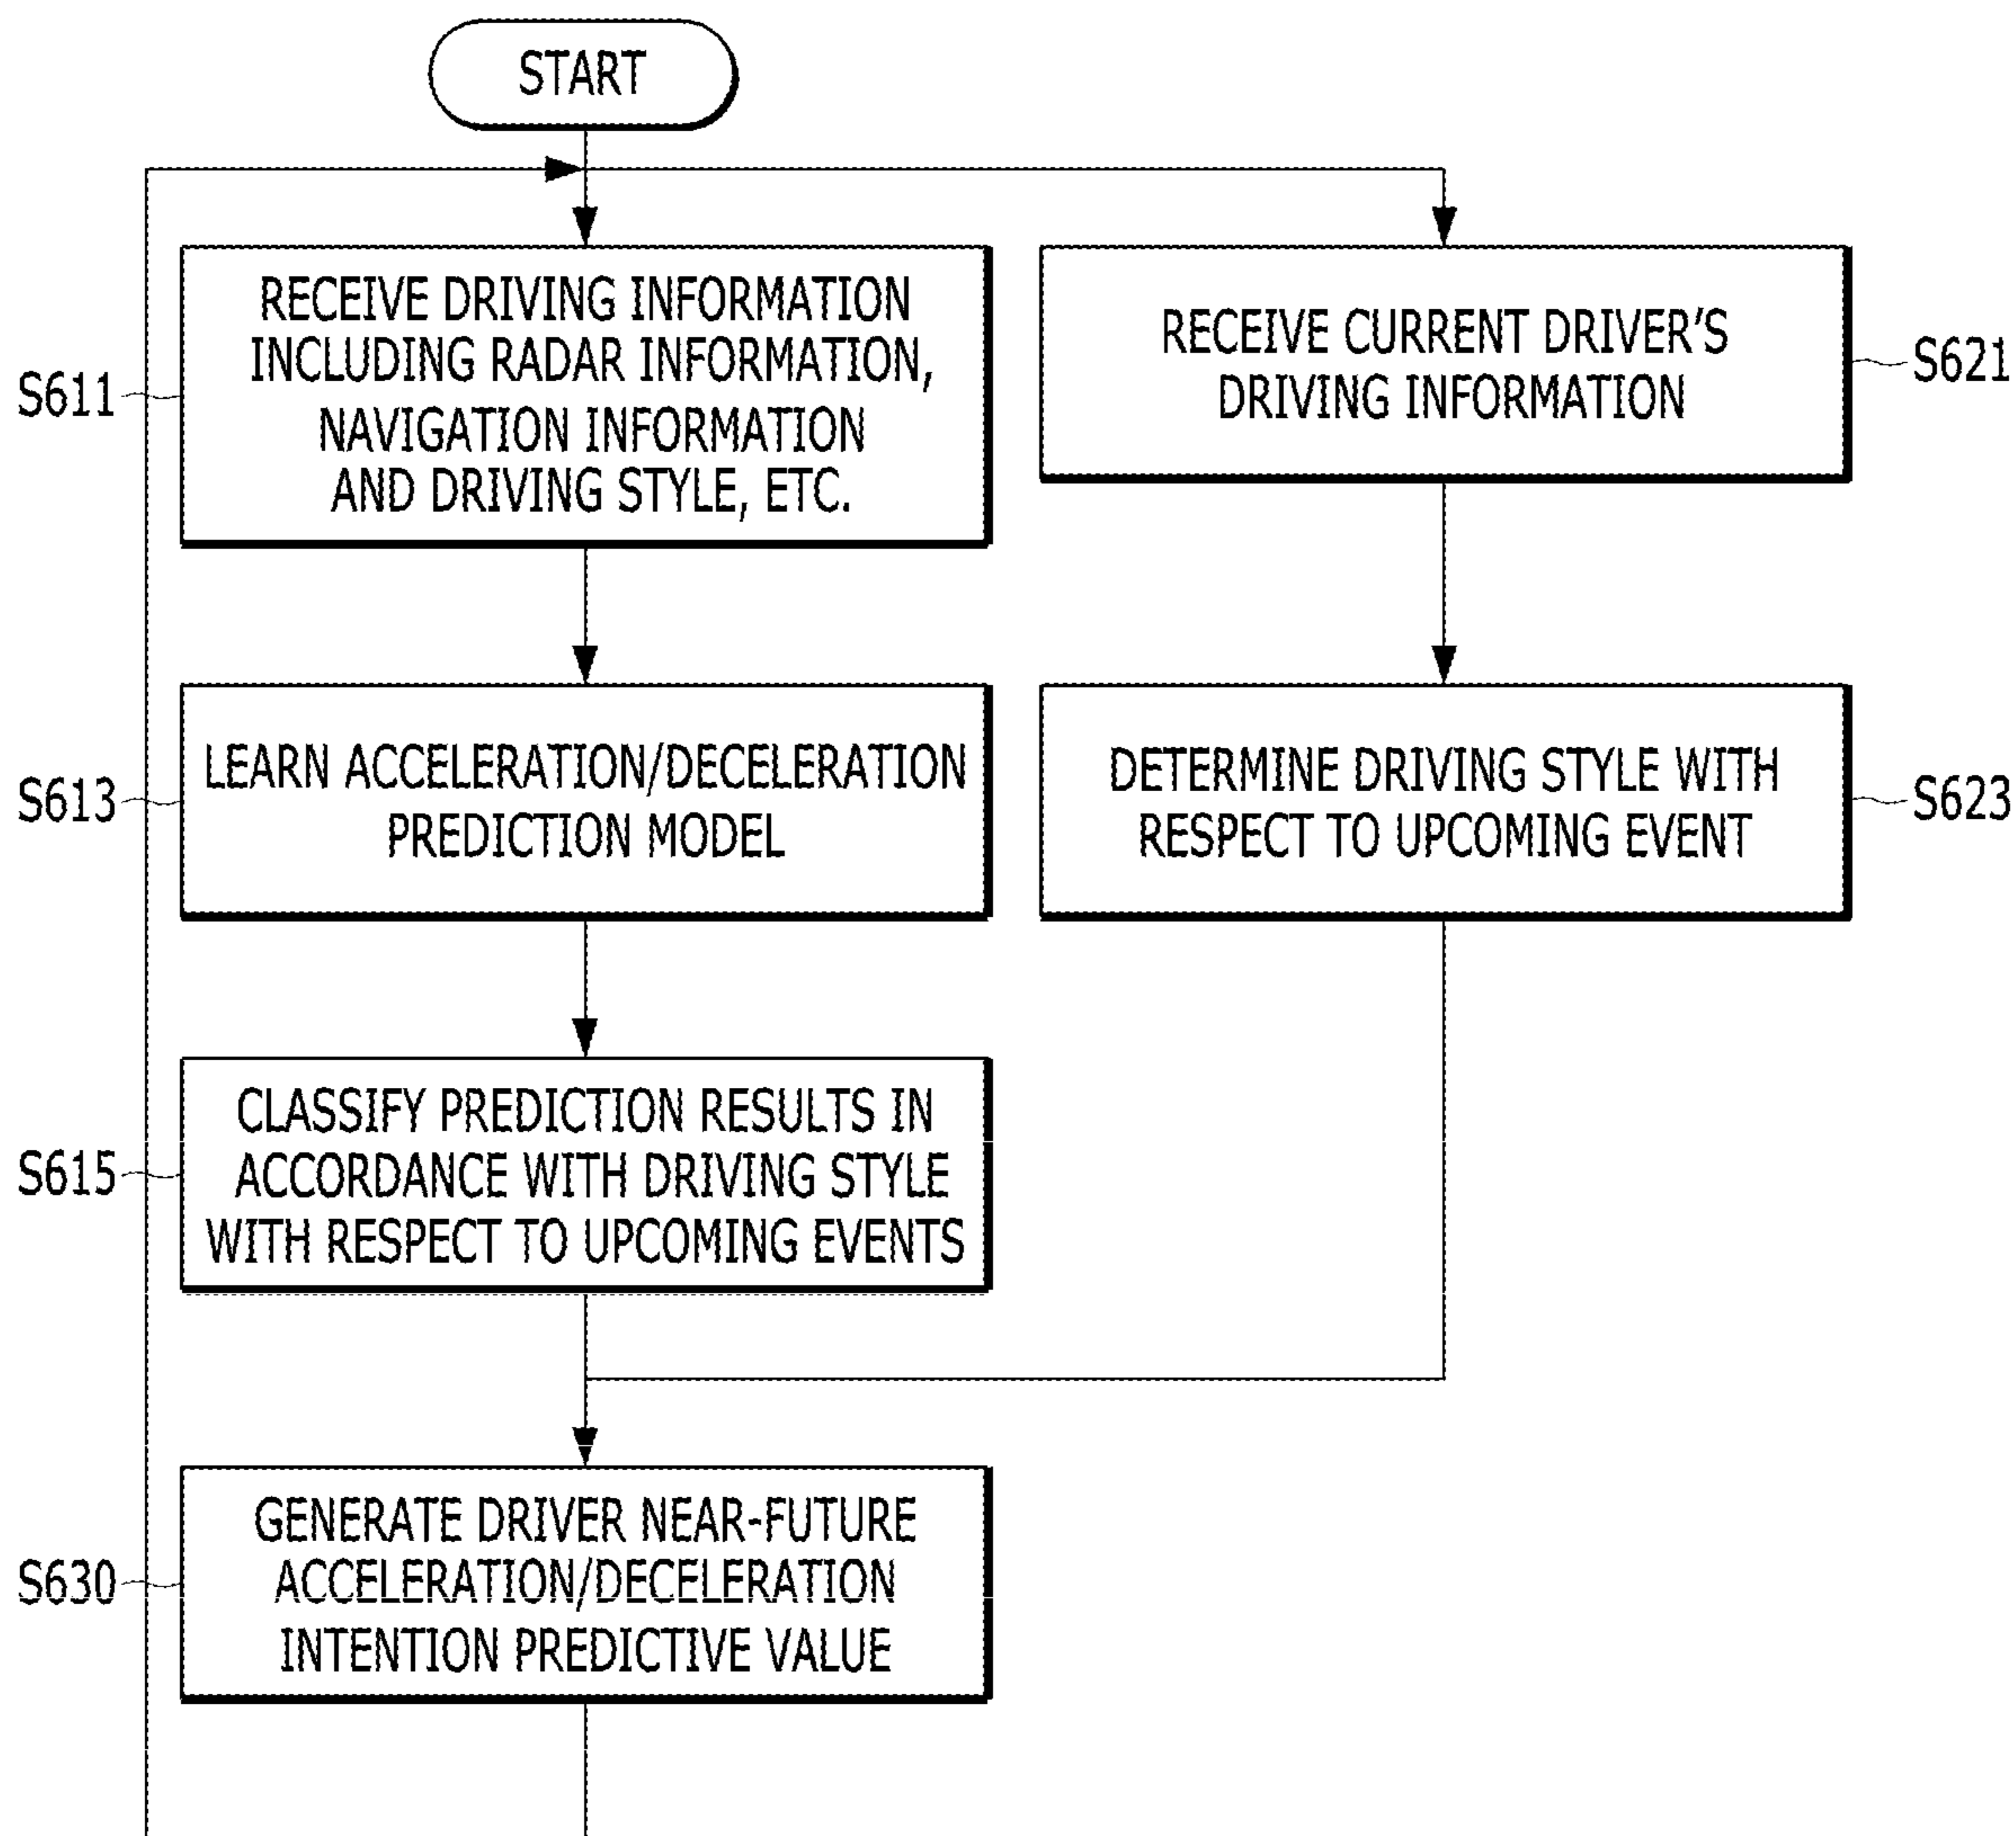 START
S611
RECEIVE DRIVING INFORMATION
INCLUDING RADAR INFORMATION,
NAVIGATION INFORMATION
AND DRIVING STYLE, ETC.
RECEIVE CURRENT DRIVER'S
DRIVING INFORMATION
S621
S613
LEARN ACCELERATION/DECELERATION
PREDICTION MODEL
DETERMINE DRIVING STYLE WITH
RESPECT TO UPCOMING EVENT
S623
S615
CLASSIFY PREDICTION RESULTS IN
ACCORDANCE WITH DRIVING STYLE
WITH RESPECT TO UPCOMING EVENTS
S630
GENERATE DRIVER NEAR-FUTURE
ACCELERATION/DECELERATION
INTENTION PREDICTIVE VALUE